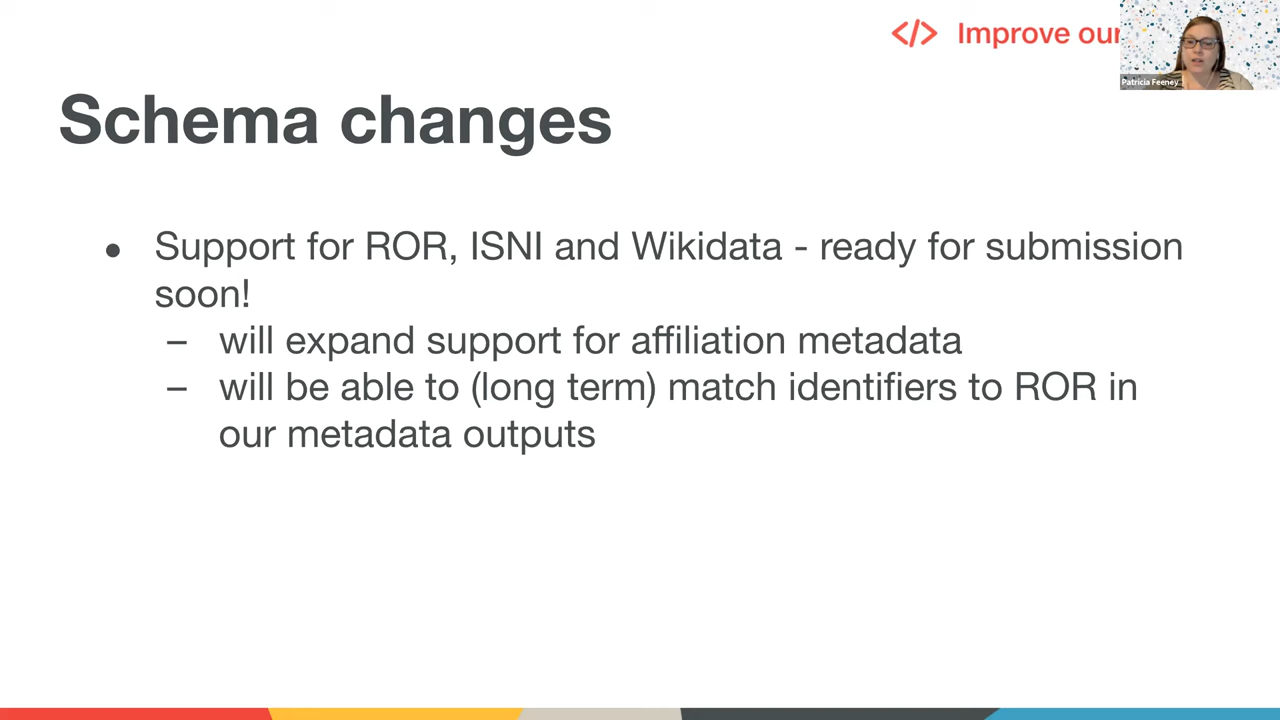 </> Improve our
Patricia Feeney
Schema changes
● Support for ROR, ISNI and Wikidata - ready for submission
soon!
– will expand support for affiliation metadata
– will be able to (long term) match identifiers to ROR in
our metadata outputs